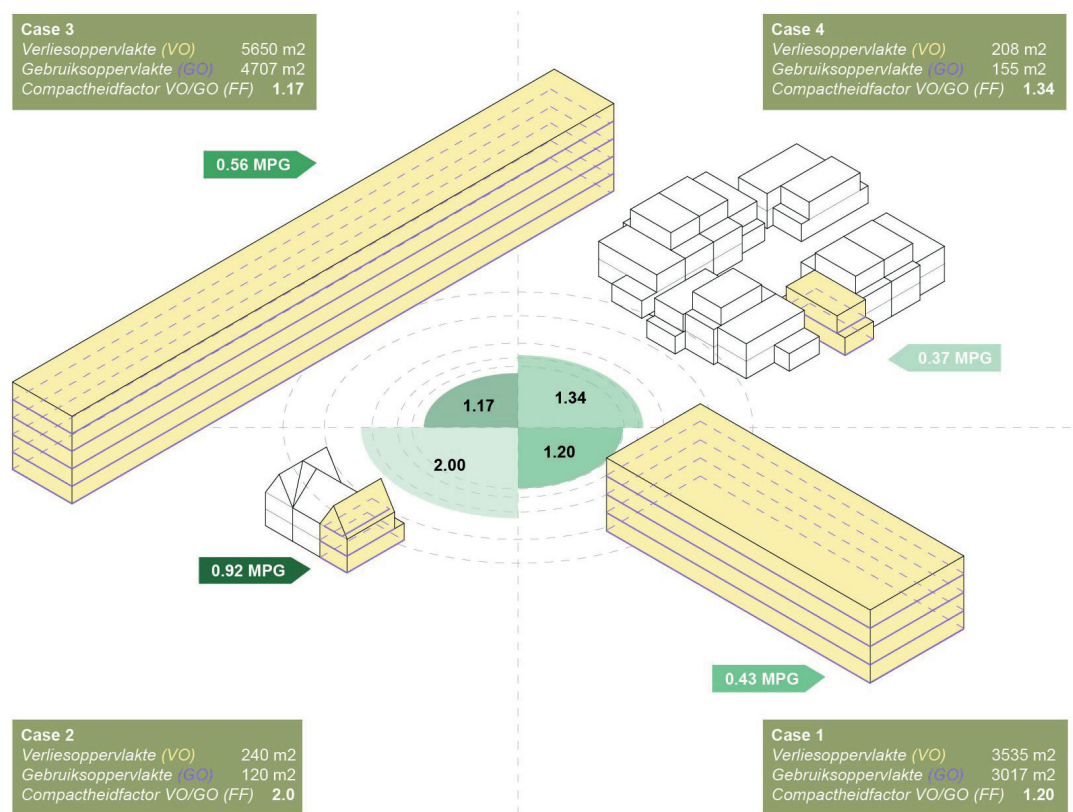 Case 3
Verliesoppervlakte (VO) 5650 m2
Gebruiksoppervlakte (GO) 4707 m2
Compactheidfactor VO/GO (FF) 1.17
Case 4
Verliesoppervlakte (VO) 208 m2
Gebruiksoppervlakte (GO) 155 m2
Compactheidfactor VO/GO (FF) 1.34
0.56 MPG
0.37 MPG
1.17
1.34
2.00
1.20
0.92 MPG
0.43 MPG
Case 2
Verliesoppervlakte (VO) 240 m2
Gebruiksoppervlakte (GO) 120 m2
Compactheidfactor VO/GO (FF) 2.0
Case 1
Verliesoppervlakte (VO) 3535 m2
Gebruiksoppervlakte (GO) 3017 m2
Compactheidfactor VO/GO (FF) 1.20